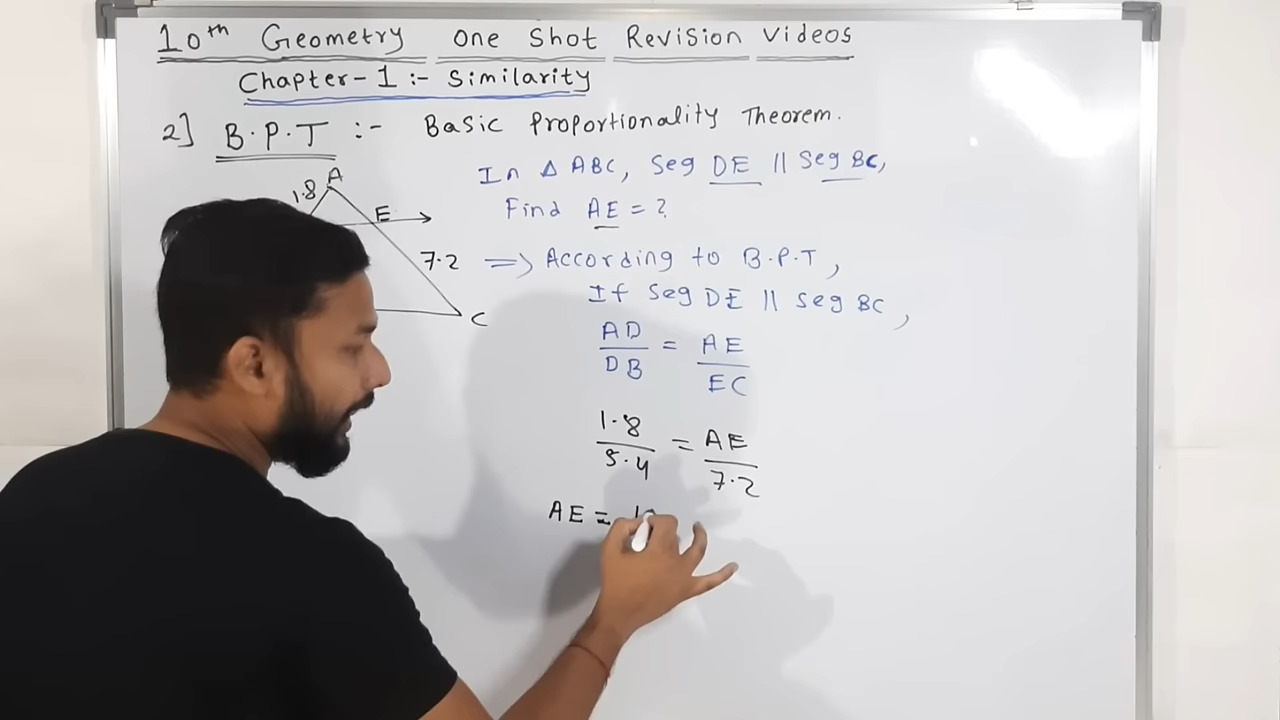 10th Geometry one Shot Revision Videos
Chapter-1 :- Similarity
2] B.P.T :- Basic Proportionality Theorem.
In Δ ABC, Seg DE || Seg BC,
Find AE = ?
A
1.8
E
7.2
C
=> According to B.P.T,
If Seg DE || seg BC,
AD/DB = AE/EC
1.8/5.4 = AE/7.2
AE =